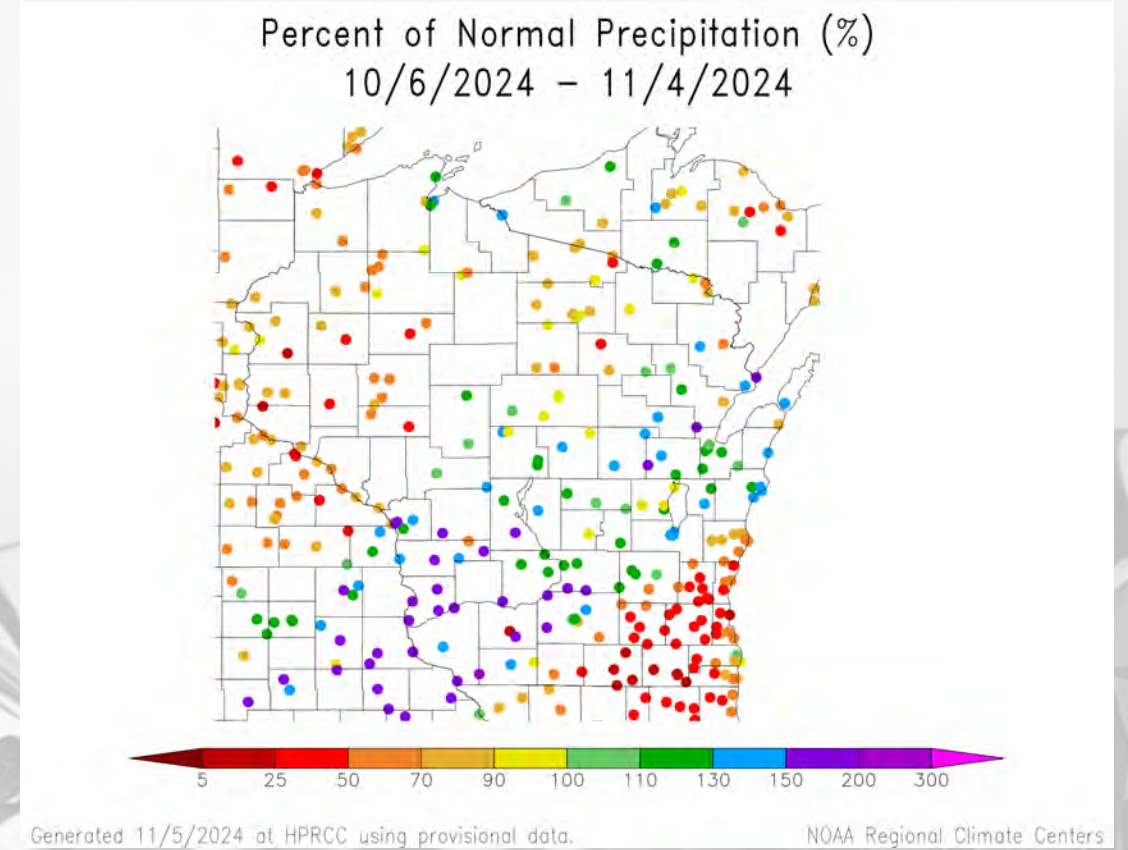 Percent of Normal Precipitation (%)
10/6/2024 – 11/4/2024
5 25 50 70 90 100 110 130 150 200 300
Generated 11/5/2024 at HPRCC using provisional data.
NOAA Regional Climate Centers